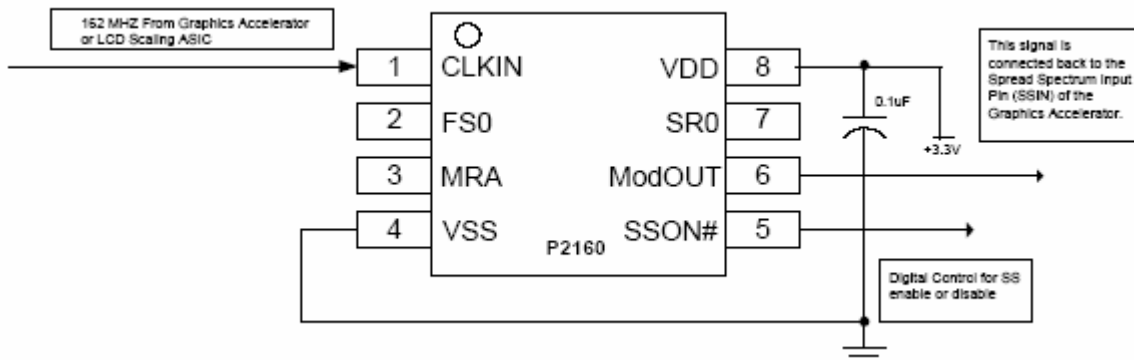 162 MHZ From Graphics Accelerator
or LCD Scaling ASIC
1 CLKIN
2 FS0
3 MRA
4 VSS
VDD 8
SR0 7
ModOUT 6
SSON# 5
P2160
0.1uF
+3.3V
This signal is
connected back to the
Spread Spectrum Input
Pin (SSIN) of the
Graphics Accelerator.
Digital Control for SS
enable or disable